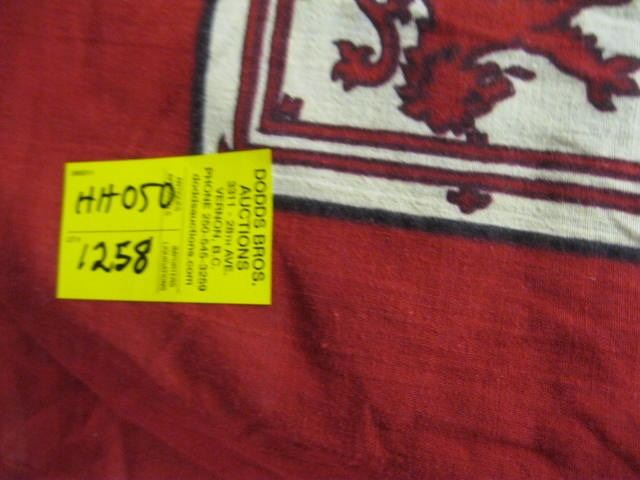 HH050
1258
DODDS BROS.
AUCTIONS
3311 - 28TH AVE.
VERNON, B.C.
PHONE 250-545-3259
doddsauctions.com